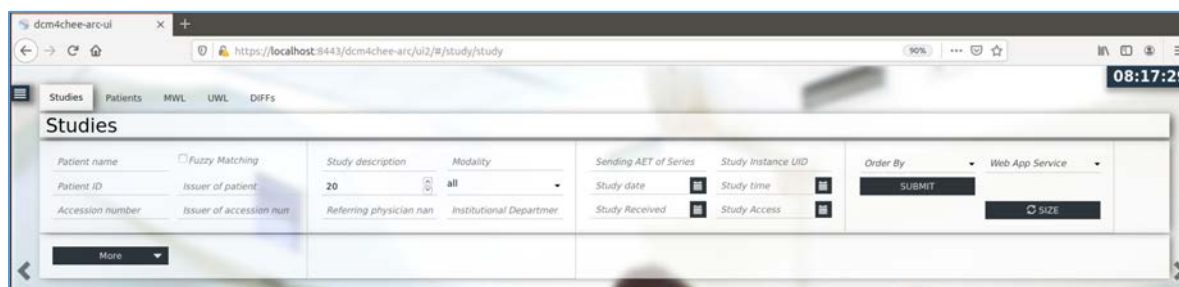 dcm4chee-arc-ui × +
https://localhost:8443/dcm4chee-arc/ui2/#/study/study 90% ...
08:17:29
Studies Patients MWL UWL DIFFs
Studies
Patient name Fuzzy Matching Study description Modality Sending AET of Series Study Instance UID Order By Web App Service
Patient ID Issuer of patient 20 all Study date Study time SUBMIT
Accession number Issuer of accession nun Referring physician nan Institutional Departmer Study Received Study Access SIZE
More